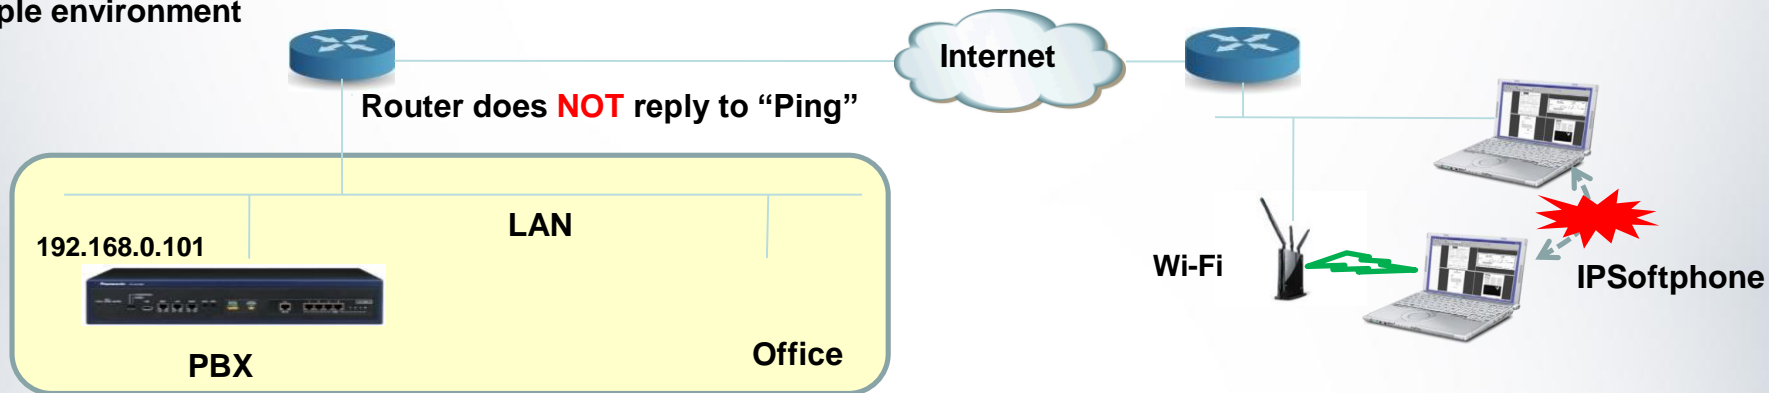 ple environment
Internet
Router does NOT reply to “Ping”
LAN
192.168.0.101
Wi-Fi
IPSoftphone
PBX
Office